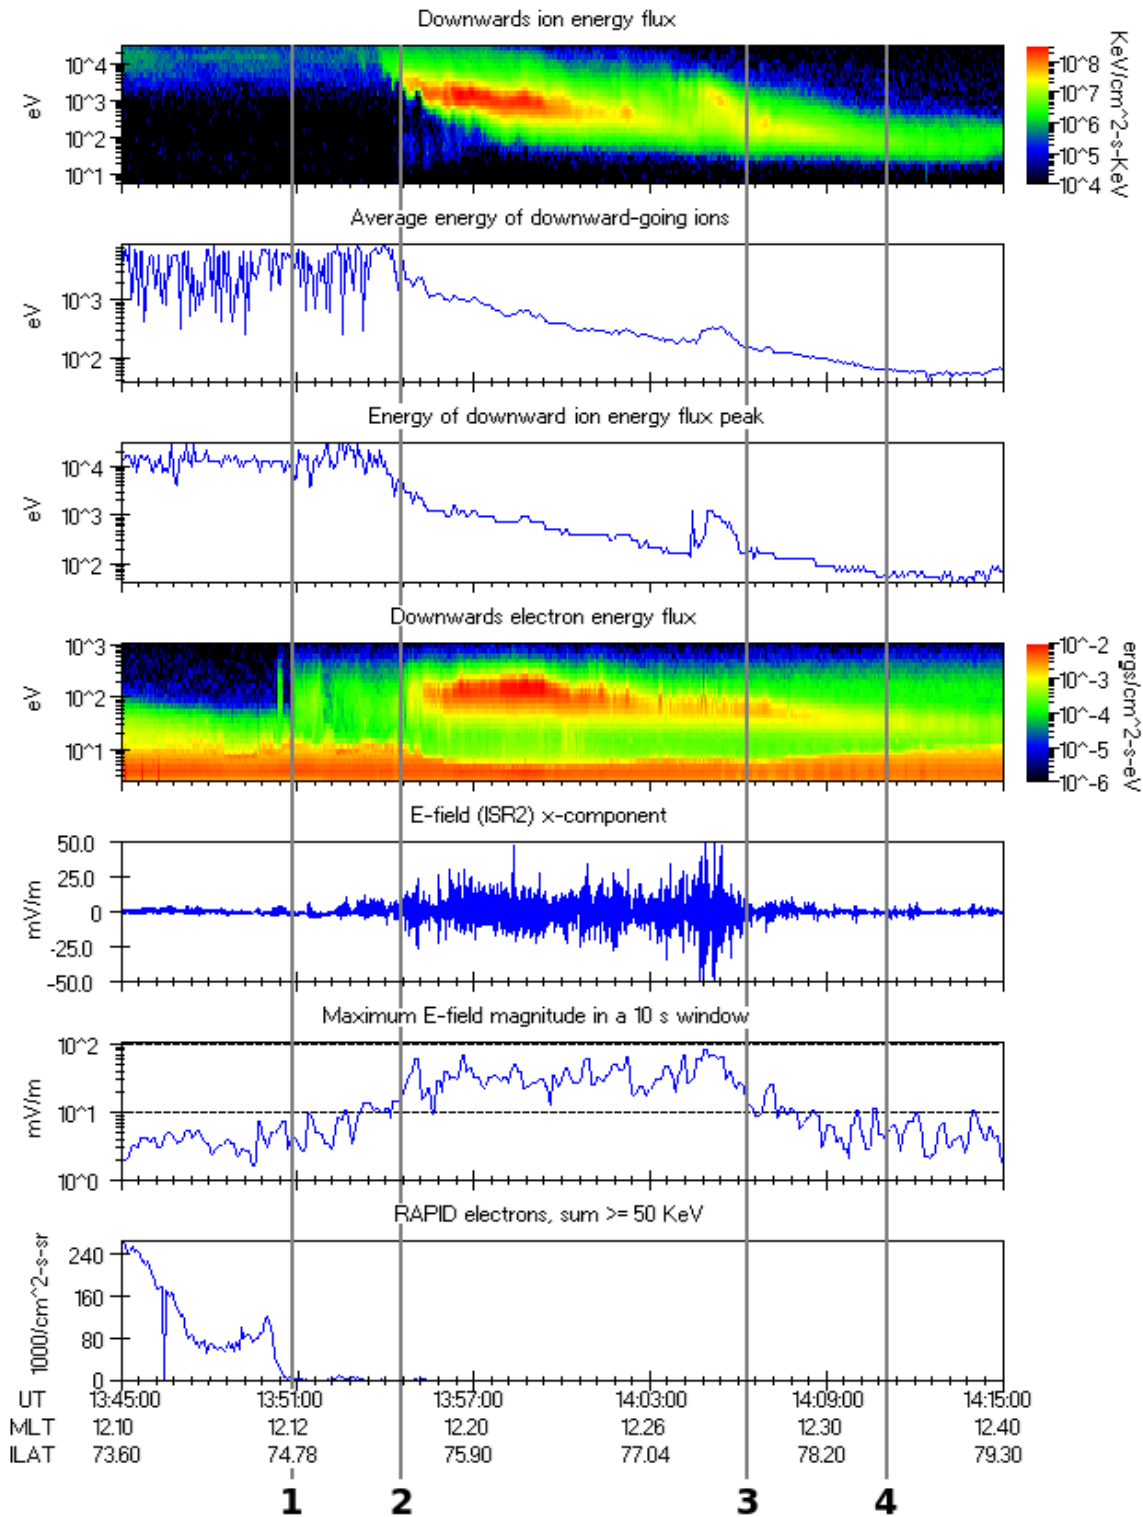 Downwards ion energy flux
10^4
10^3
10^2
10^1
eV
10^8
10^7
10^6
10^5
10^4
KeV/cm^2-s-KeV
Average energy of downward-going ions
10^3
10^2
eV
Energy of downward ion energy flux peak
10^4
10^3
10^2
eV
Downwards electron energy flux
10^3
10^2
10^1
eV
10^-2
10^-3
10^-4
10^-5
10^-6
ergs/cm^2-s-eV
E-field (ISR2) x-component
50.0
25.0
0
-25.0
-50.0
mV/m
Maximum E-field magnitude in a 10 s window
10^2
10^1
10^0
mV/m
RAPID electrons, sum >= 50 KeV
240
160
80
0
1000/cm^2-s-sr
UT 13:45:00 13:51:00 13:57:00 14:03:00 14:09:00 14:15:00
MLT 12.10 12.12 12.20 12.26 12.30 12.40
ILAT 73.60 74.78 75.90 77.04 78.20 79.30
1 2 3 4